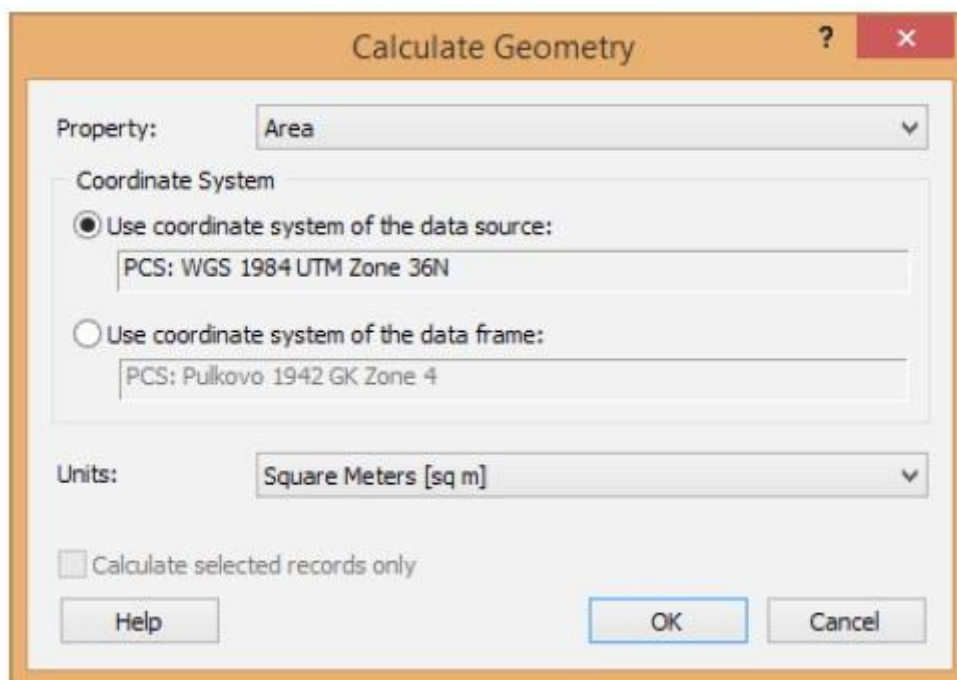 Calculate Geometry
?
Property:
Area
Coordinate System
Use coordinate system of the data source:
PCS: WGS 1984 UTM Zone 36N
Use coordinate system of the data frame:
PCS: Pulkovo 1942 GK Zone 4
Units:
Square Meters [sq m]
Calculate selected records only
Help
OK
Cancel